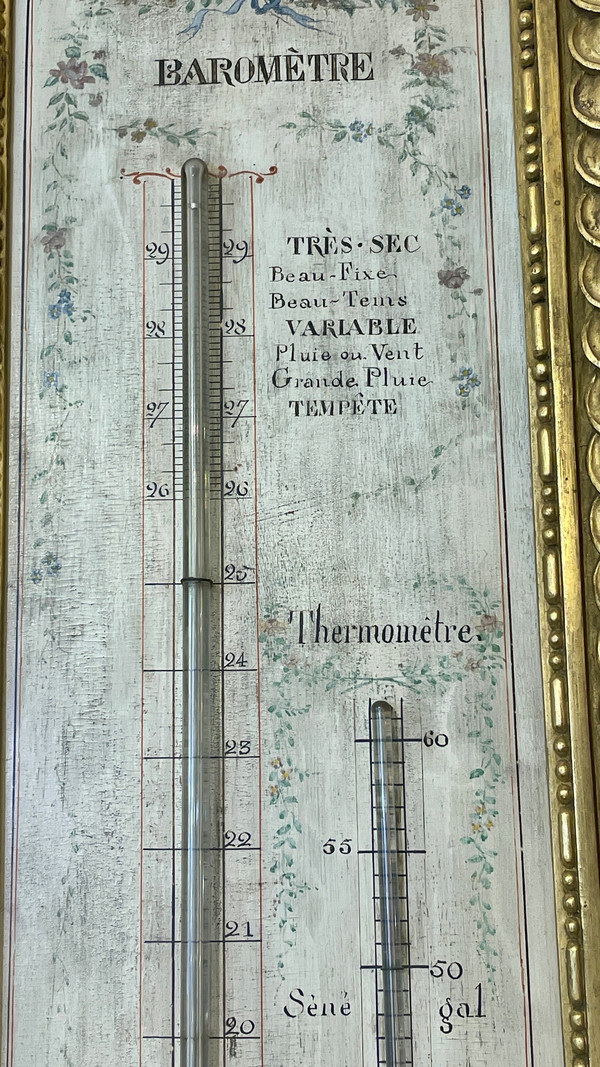 BAROMÈTRE
29 29
TRÈS·SEC
Beau-Fixe
Beau-Tems
28 28
VARIABLE
Pluie ou Vent
Grande Pluie
27 27
TEMPÊTE
26 26
25
Thermomètre.
24
60
23
22
55
21
50
Sèné gal
20